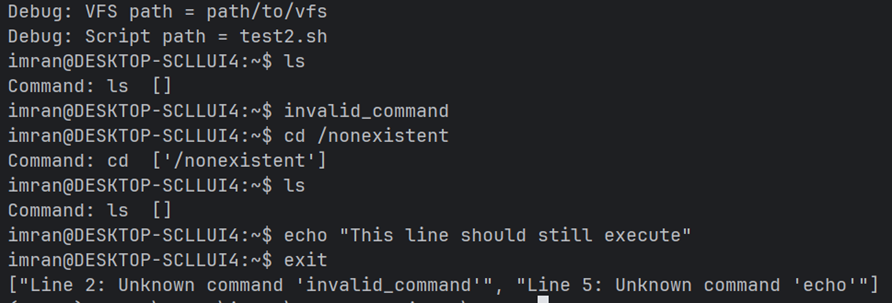 Debug: VFS path = path/to/vfs
Debug: Script path = test2.sh
imran@DESKTOP-SCLLUI4:~$ ls
Command: ls  []
imran@DESKTOP-SCLLUI4:~$ invalid_command
imran@DESKTOP-SCLLUI4:~$ cd /nonexistent
Command: cd  ['/nonexistent']
imran@DESKTOP-SCLLUI4:~$ ls
Command: ls  []
imran@DESKTOP-SCLLUI4:~$ echo "This line should still execute"
imran@DESKTOP-SCLLUI4:~$ exit
["Line 2: Unknown command 'invalid_command'", "Line 5: Unknown command 'echo'"]